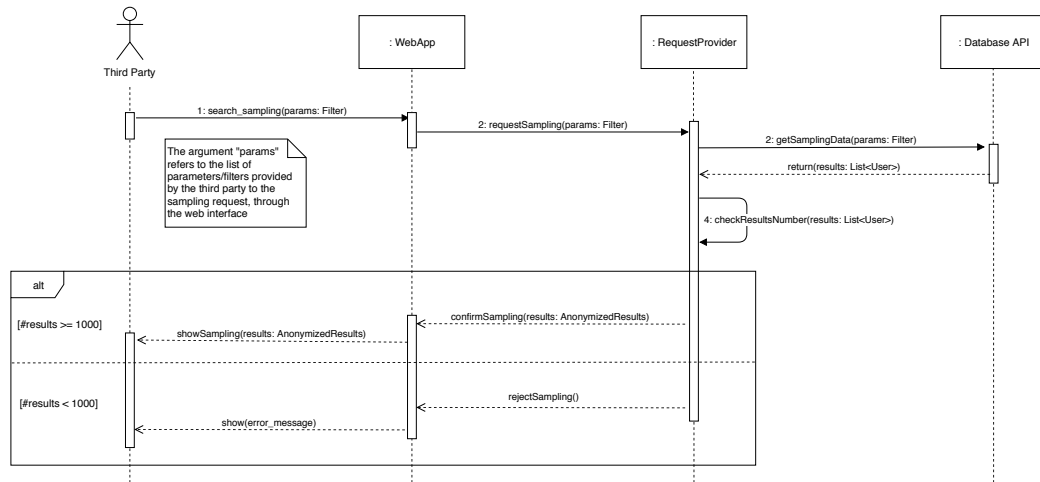 : WebApp
: RequestProvider
: Database API
Third Party
1: search_sampling(params: Filter)
2: requestSampling(params: Filter)
2: getSamplingData(params: Filter)
The argument "params"
refers to the list of
parameters/filters provided
by the third party to the
sampling request, through
the web interface
return(results: List<User>)
4: checkResultsNumber(results: List<User>)
alt
[#results >= 1000]
confirmSampling(results: AnonymizedResults)
showSampling(results: AnonymizedResults)
[#results < 1000]
rejectSampling()
show(error_message)